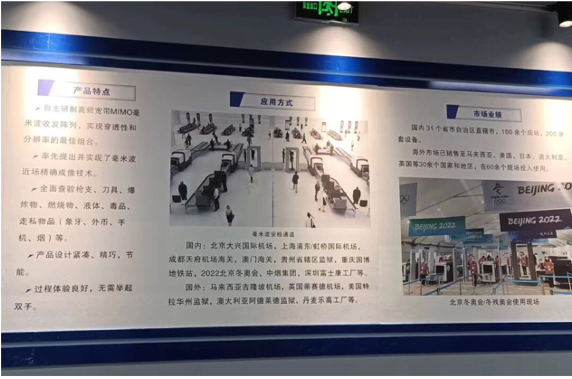 产品特点
➢自主研制高频宽带MIMO毫
米波收发阵列，实现穿透性和
分辨率的最佳组合。
➢率先提出并实现了毫米波
近场精确成像技术。
➢全面查验枪支、刀具、爆
炸物、燃烧物、液体、毒品、
走私物品（象牙、外币、手
机、烟）等。
➢产品设计紧凑、精巧、节
能。
➢过程体验良好，无需举起
双手。
应用方式
毫米波安检通道
国内：北京大兴国际机场，上海浦东/虹桥国际机场，
成都天府机场海关，澳门海关，贵州省辖区监狱，重庆国博
地铁站，2022北京冬奥会，中烟集团，深圳富士康工厂等。
国外：马来西亚吉隆坡机场，英国蒂赛德机场，美国特
拉华州监狱，澳大利亚阿德莱德监狱，丹麦乐高工厂等。
市场业绩
国内31个省市自治区直辖市，100余个现场，200余
套设备。
海外市场已销售至马来西亚、美国、日本、澳大利亚、
英国等30余个国家和地区，在60余个现场投入使用。
BEIJING 2022
BEIJING 2022
北京冬奥会/冬残奥会使用现场